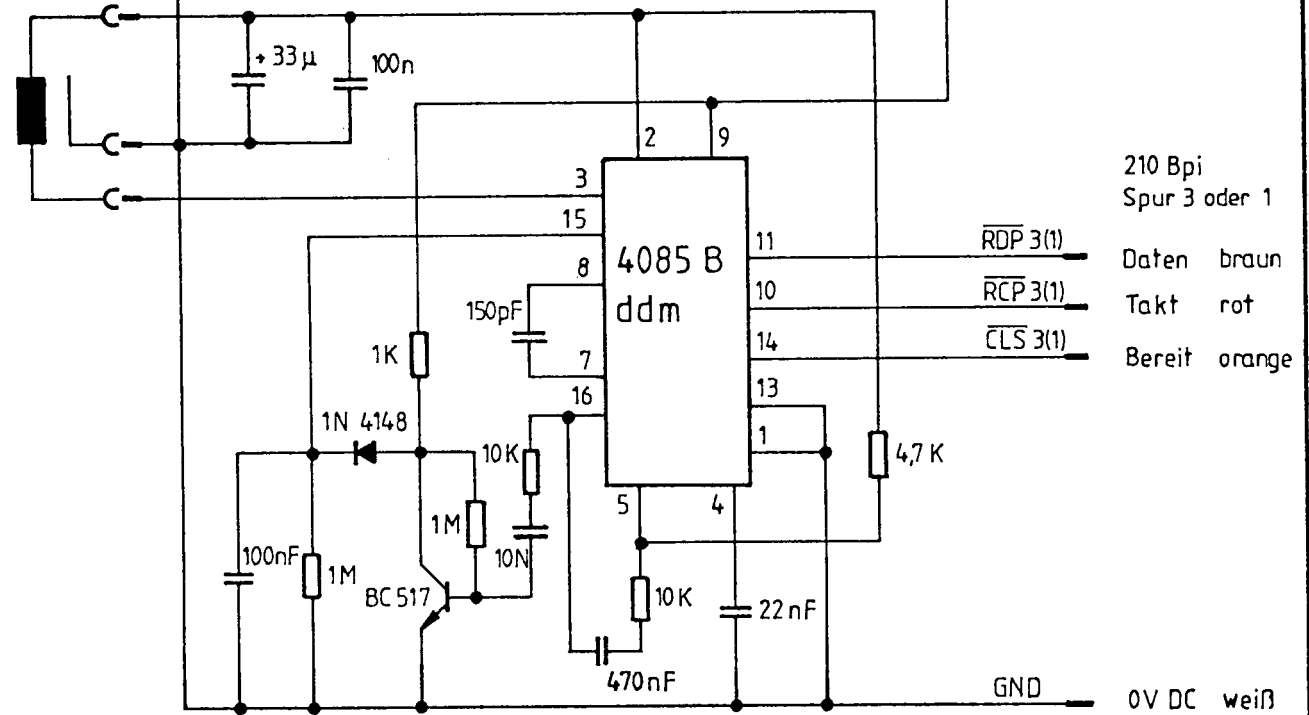 + 33µ
100n
2
9
3
15
8
7
16
150pF
4085 B
ddm
11
10
14
13
1
5
4
RDP 3(1)
RCP 3(1)
CLS 3(1)
210 Bpi
Spur 3 oder 1
Daten braun
Takt rot
Bereit orange
1K
1N 4148
10K
4,7 K
1M
10N
100nF
1M
BC 517
10K
22nF
470nF
GND
0V DC weiß